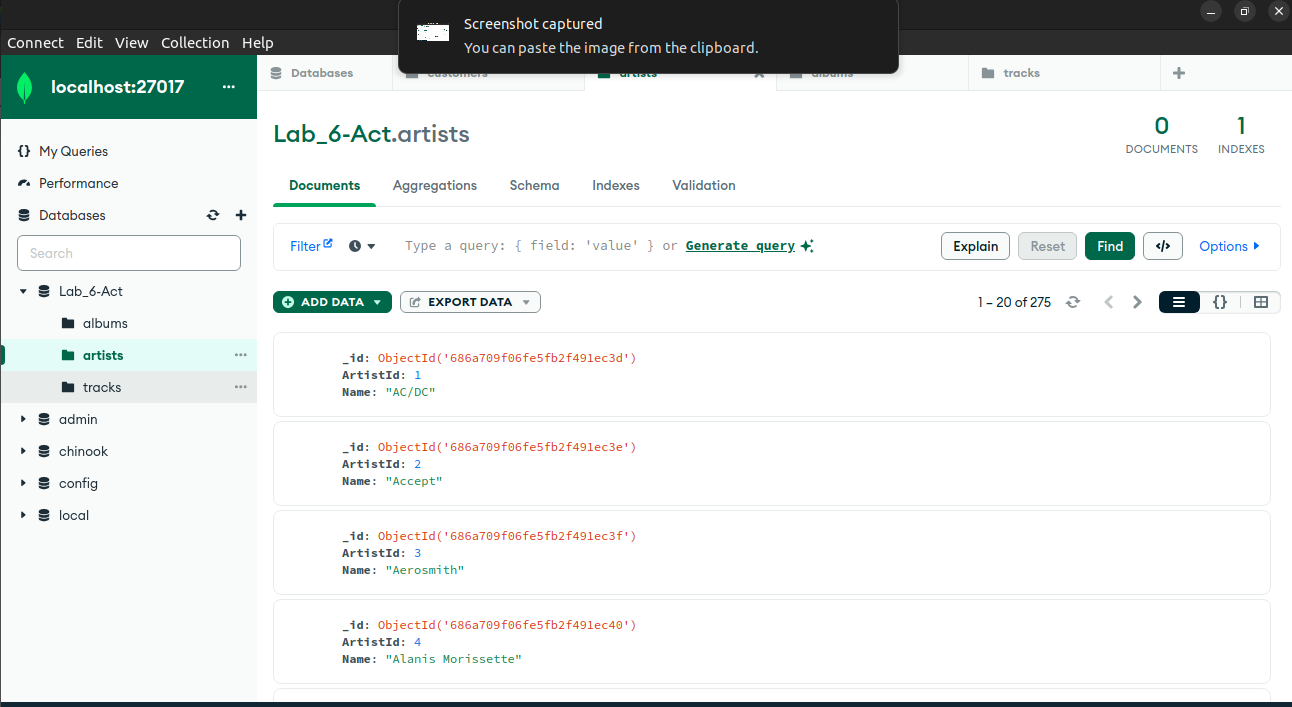 Screenshot captured
You can paste the image from the clipboard.
Connect Edit View Collection Help
localhost:27017
Databases
customers
artists
albums
tracks
Lab_6-Act.artists
0
DOCUMENTS
1
INDEXES
My Queries
Performance
Databases
Search
Lab_6-Act
albums
artists
tracks
admin
chinook
config
local
Documents Aggregations Schema Indexes Validation
Filter Type a query: { field: 'value' } or Generate query Explain Reset Find </> Options
ADD DATA EXPORT DATA 1 – 20 of 275 {}
_id: ObjectId('686a709f06fe5fb2f491ec3d')
ArtistId: 1
Name: "AC/DC"
_id: ObjectId('686a709f06fe5fb2f491ec3e')
ArtistId: 2
Name: "Accept"
_id: ObjectId('686a709f06fe5fb2f491ec3f')
ArtistId: 3
Name: "Aerosmith"
_id: ObjectId('686a709f06fe5fb2f491ec40')
ArtistId: 4
Name: "Alanis Morissette"